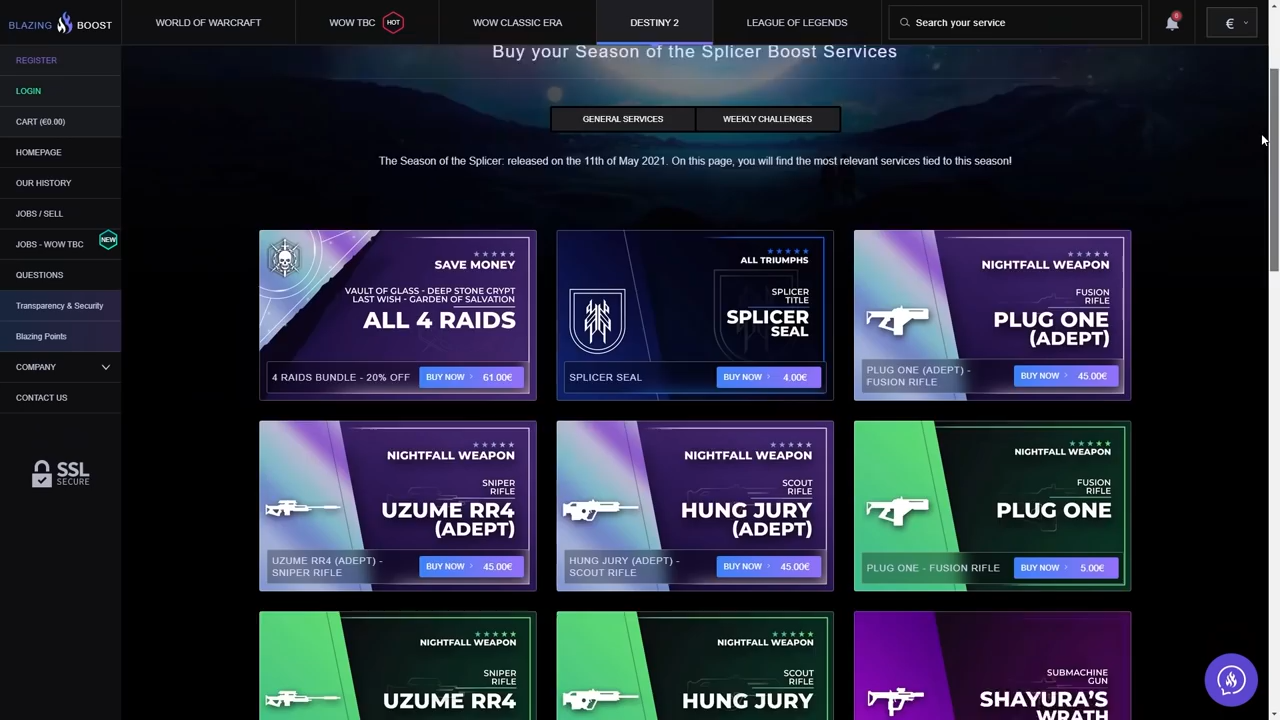 BLAZING BOOST
WORLD OF WARCRAFT
WOW TBC
HOT
WOW CLASSIC ERA
DESTINY 2
LEAGUE OF LEGENDS
Search your service
€
REGISTER
LOGIN
CART (€0.00)
HOMEPAGE
OUR HISTORY
JOBS / SELL
JOBS - WOW TBC
NEW
QUESTIONS
Transparency & Security
Blazing Points
COMPANY
CONTACT US
SSL
SECURE
Buy your Season of the Splicer Boost Services
GENERAL SERVICES
WEEKLY CHALLENGES
The Season of the Splicer: released on the 11th of May 2021. On this page, you will find the most relevant services tied to this season!
SAVE MONEY
VAULT OF GLASS - DEEP STONE CRYPT
LAST WISH - GARDEN OF SALVATION
ALL 4 RAIDS
4 RAIDS BUNDLE - 20% OFF
BUY NOW
61.00€
ALL TRIUMPHS
SPLICER
TITLE
SPLICER
SEAL
SPLICER SEAL
BUY NOW
4.00€
NIGHTFALL WEAPON
FUSION
RIFLE
PLUG ONE
(ADEPT)
PLUG ONE (ADEPT) -
FUSION RIFLE
BUY NOW
45.00€
NIGHTFALL WEAPON
SNIPER
RIFLE
UZUME RR4
(ADEPT)
UZUME RR4 (ADEPT) -
SNIPER RIFLE
BUY NOW
45.00€
NIGHTFALL WEAPON
SCOUT
RIFLE
HUNG JURY
(ADEPT)
HUNG JURY (ADEPT) -
SCOUT RIFLE
BUY NOW
45.00€
NIGHTFALL WEAPON
FUSION
RIFLE
PLUG ONE
PLUG ONE - FUSION RIFLE
BUY NOW
5.00€
NIGHTFALL WEAPON
SNIPER
RIFLE
UZUME RR4
NIGHTFALL WEAPON
SCOUT
RIFLE
HUNG JURY
SUBMACHINE
GUN
SHAYURA'S
WRATH